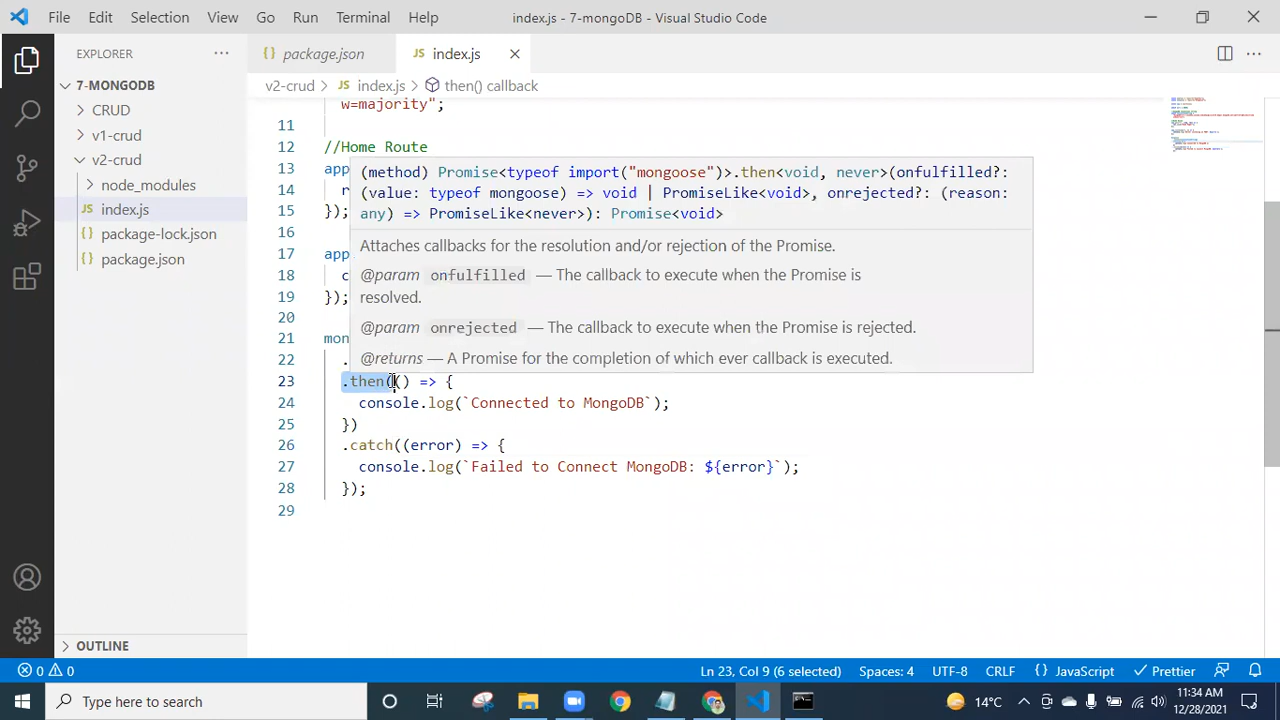 File Edit Selection View Go Run Terminal Help index.js - 7-mongoDB - Visual Studio Code
EXPLORER
package.json index.js
7-MONGODB
v2-crud index.js then() callback
CRUD
v1-crud
v2-crud
node_modules
index.js
package-lock.json
package.json
OUTLINE
w=majority";
11
12 //Home Route
13 app
14 r
15 });
16
17 app
18 c
19 });
20
21 mon
22 .
23 .then(() => {
24 console.log(`Connected to MongoDB`);
25 })
26 .catch((error) => {
27 console.log(`Failed to Connect MongoDB: ${error}`);
28 });
29
(method) Promise<typeof import("mongoose")>.then<void, never>(onfulfilled?:
(value: typeof mongoose) => void | PromiseLike<void>, onrejected?: (reason:
any) => PromiseLike<never>): Promise<void>
Attaches callbacks for the resolution and/or rejection of the Promise.
@param onfulfilled — The callback to execute when the Promise is
resolved.
@param onrejected — The callback to execute when the Promise is rejected.
@returns — A Promise for the completion of which ever callback is executed.
0 0 Ln 23, Col 9 (6 selected) Spaces: 4 UTF-8 CRLF JavaScript Prettier
Type here to search 14°C 11:34 AM
12/28/2021